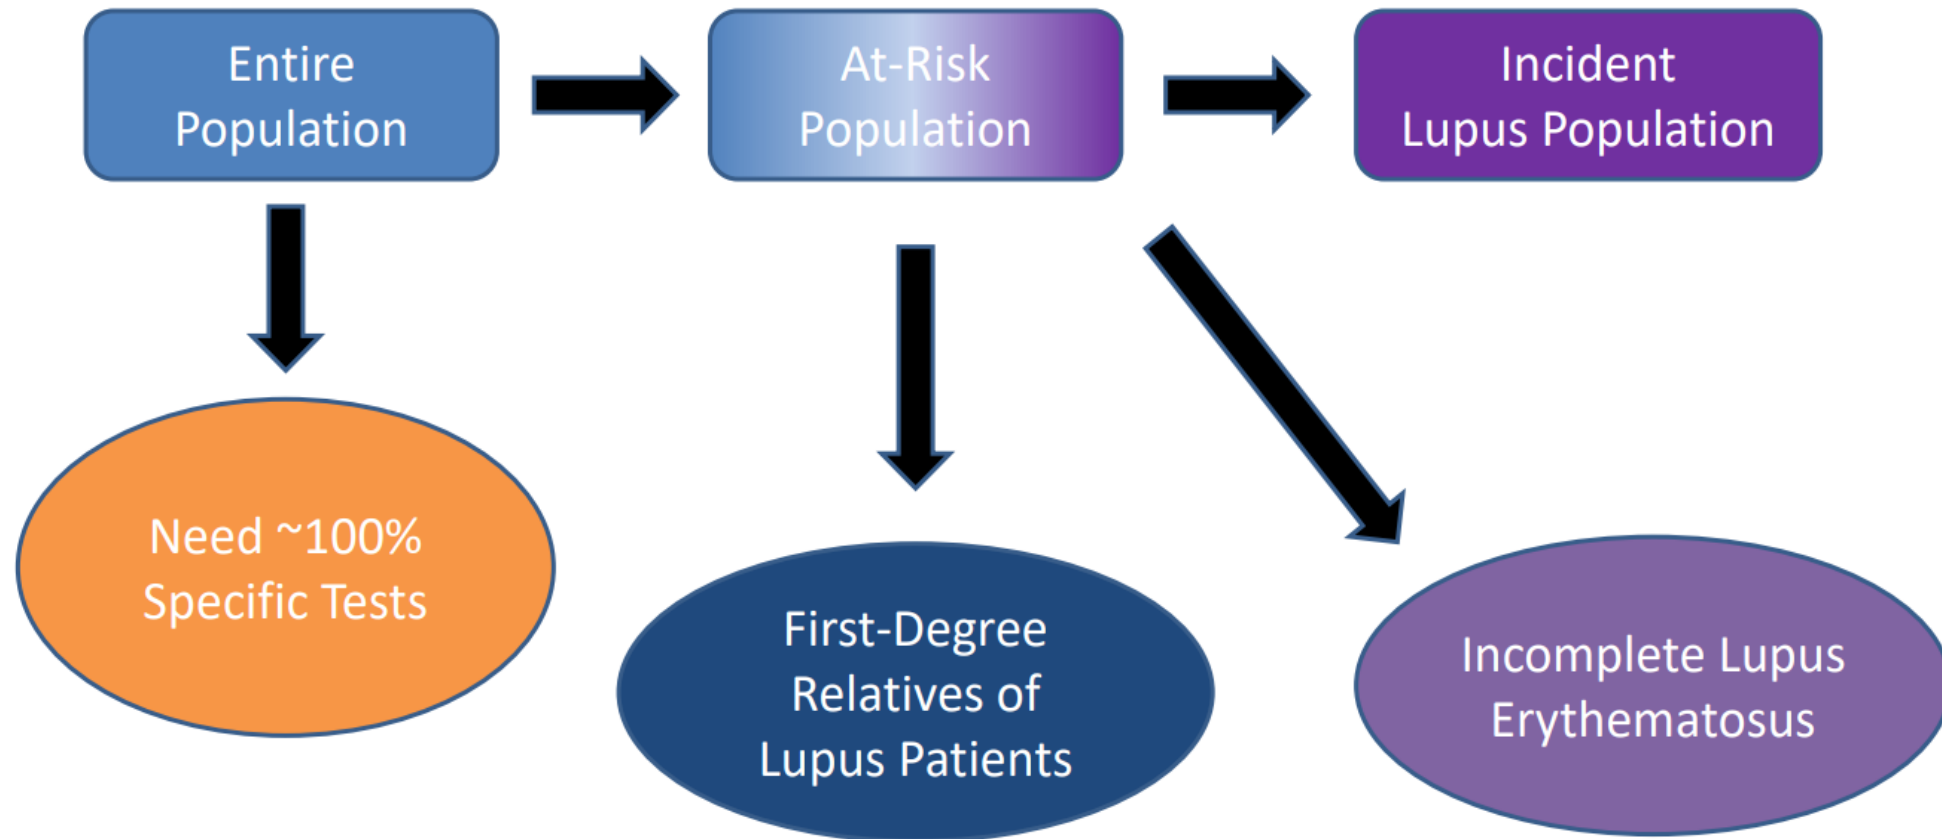 Entire
Population
At-Risk
Population
Incident
Lupus Population
Need ~100%
Specific Tests
First-Degree
Relatives of
Lupus Patients
Incomplete Lupus
Erythematosus